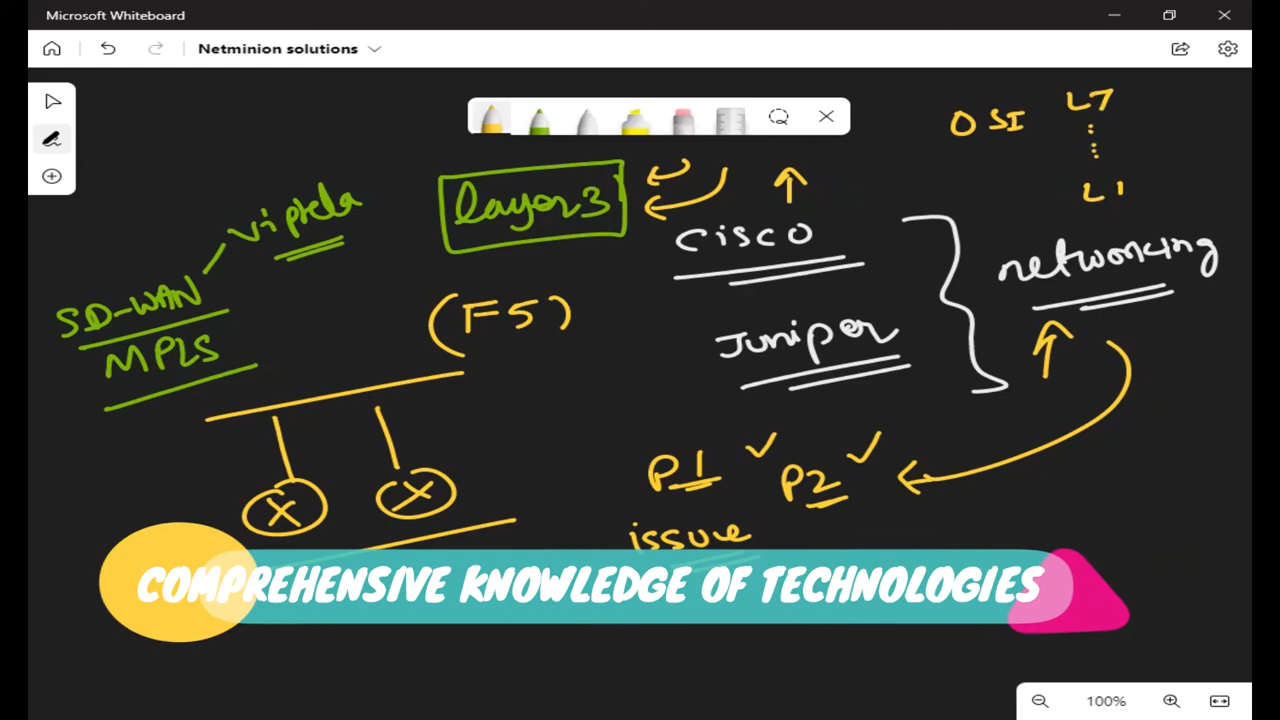 Microsoft Whiteboard
Netminion solutions
OSI
L7
L1
layer3
viptela
SD-WAN
MPLS
(F5)
cisco
Juniper
networking
P1
P2
issue
COMPREHENSIVE KNOWLEDGE OF TECHNOLOGIES
100%